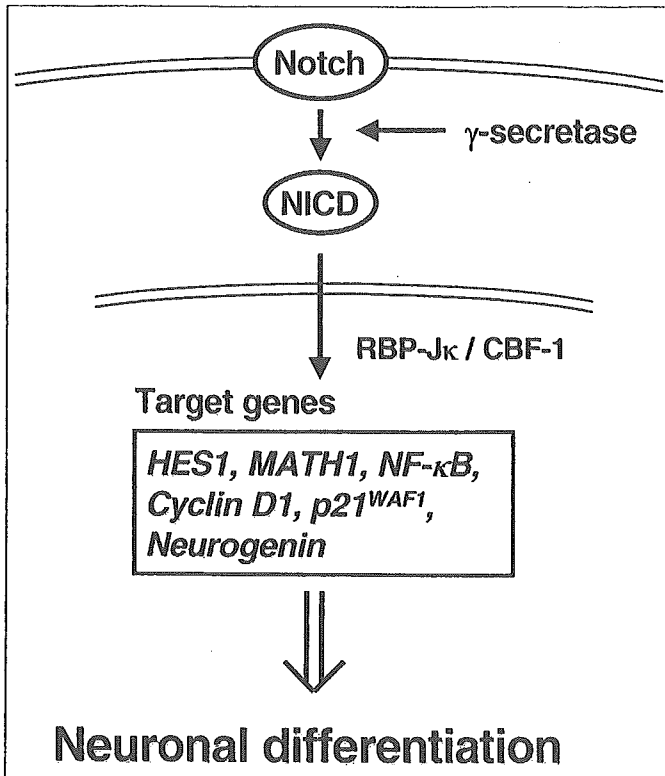 Notch
γ-secretase
NICD
RBP-Jκ / CBF-1
Target genes
HES1, MATH1, NF-κB,
Cyclin D1, p21WAF1,
Neurogenin
Neuronal differentiation